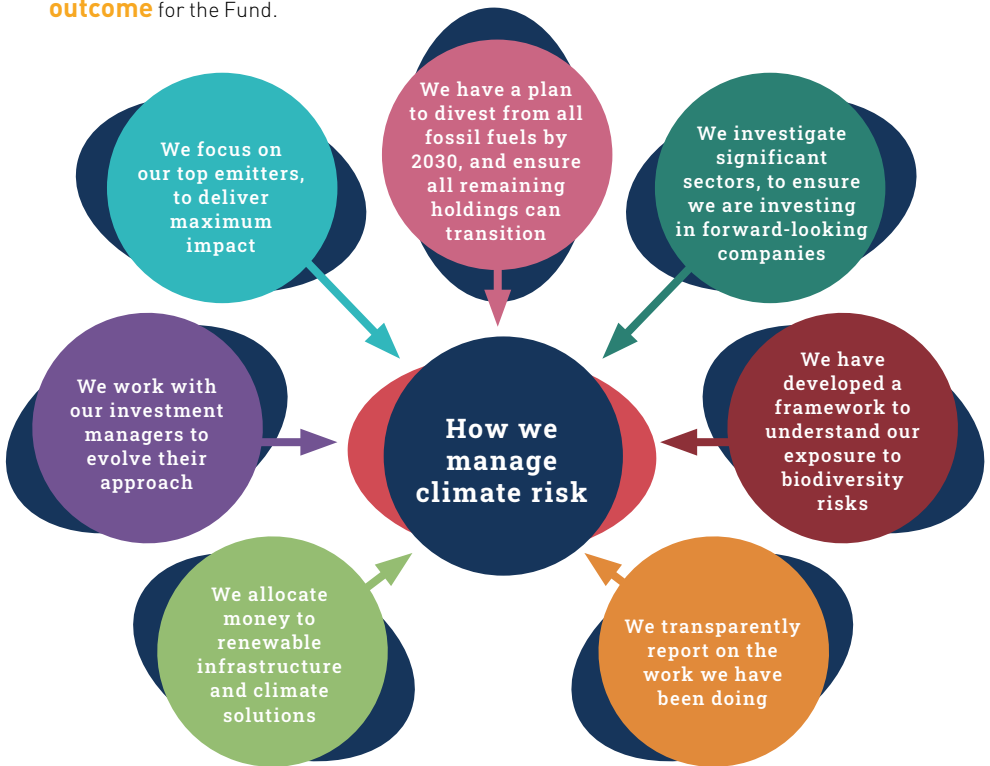 outcome for the Fund.
We have a plan
to divest from all
fossil fuels by
2030, and ensure
all remaining
holdings can
transition
We focus on
our top emitters,
to deliver
maximum
impact
We investigate
significant
sectors, to ensure
we are investing
in forward-looking
companies
We work with
our investment
managers to
evolve their
approach
How we
manage
climate risk
We have
developed a
framework to
understand our
exposure to
biodiversity
risks
We allocate
money to
renewable
infrastructure
and climate
solutions
We transparently
report on the
work we have
been doing